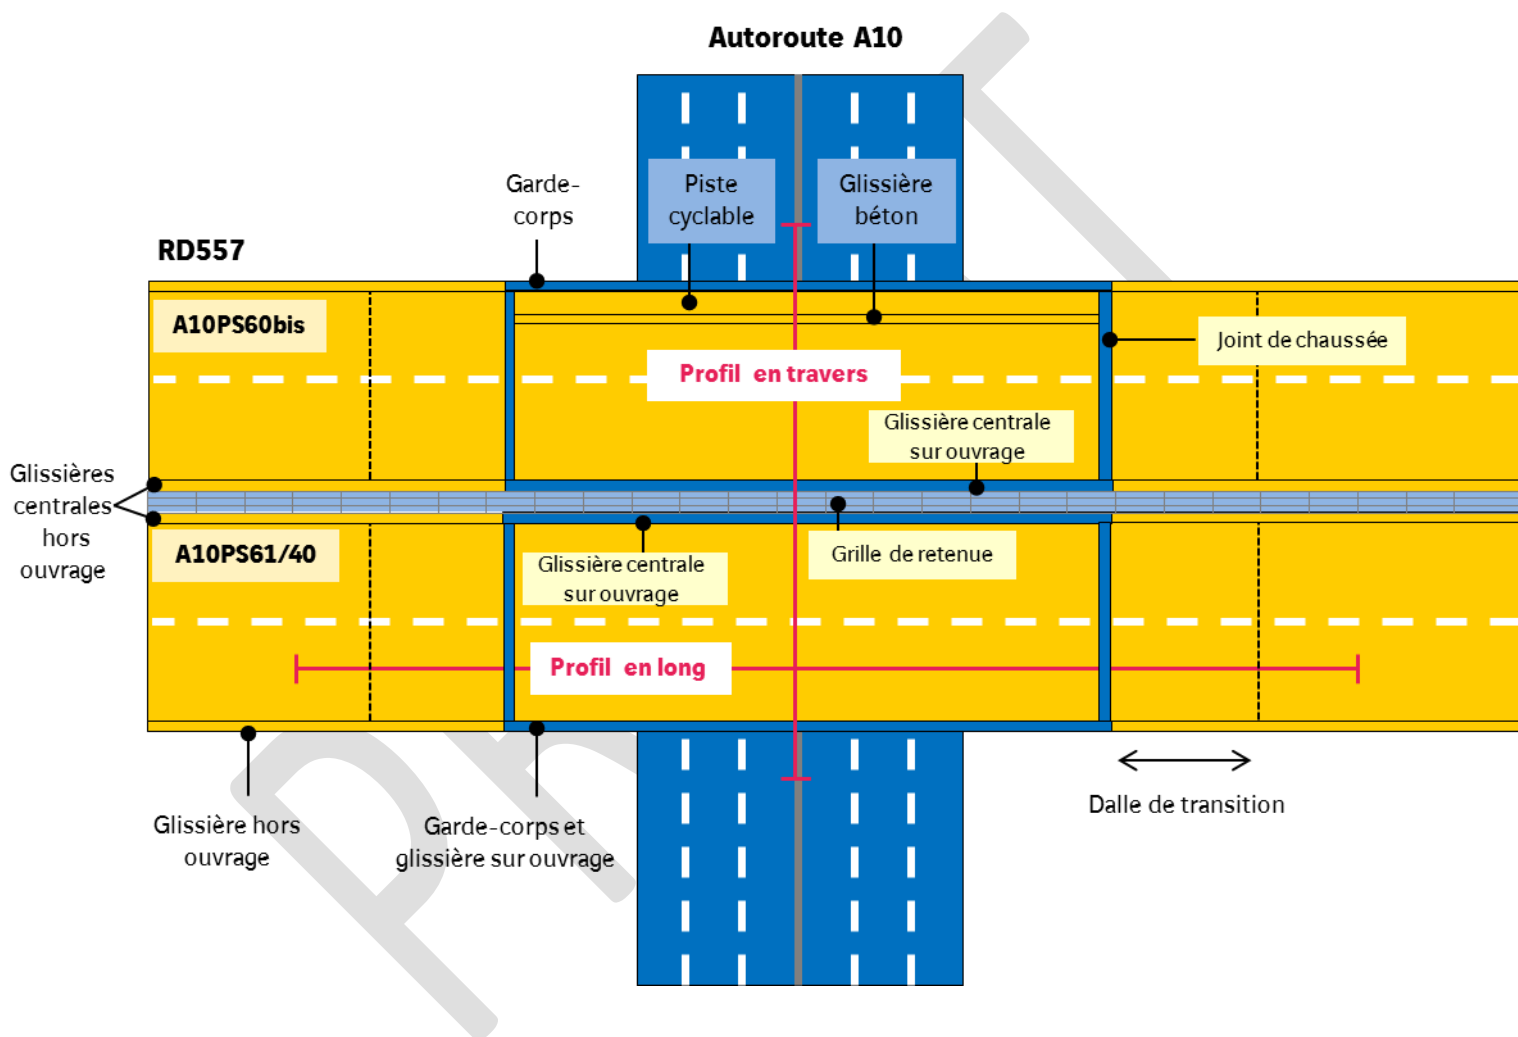 Autoroute A10
Garde-
corps
Piste
cyclable
Glissière
béton
RD557
A10PS60bis
Joint de chaussée
Profil en travers
Glissière centrale
sur ouvrage
Glissières
centrales
hors
ouvrage
A10PS61/40
Grille de retenue
Glissière centrale
sur ouvrage
Profil en long
Dalle de transition
Glissière hors
ouvrage
Garde-corps et
glissière sur ouvrage